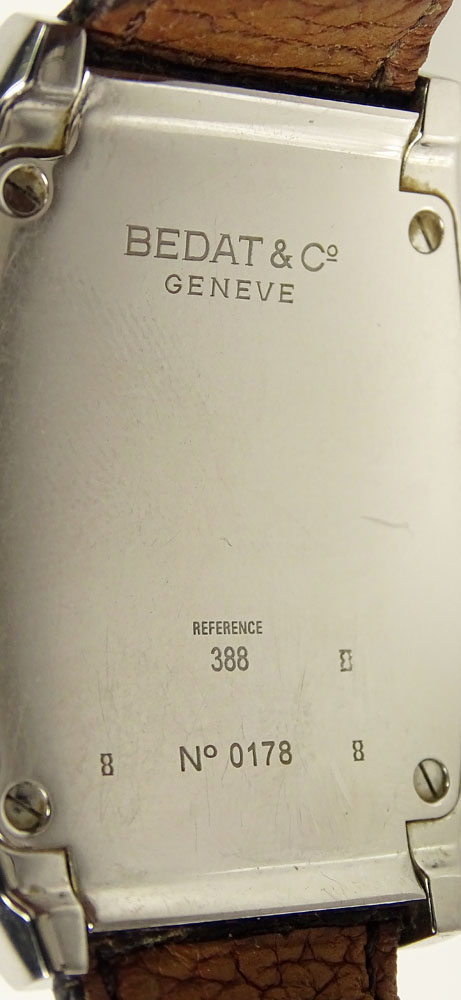 BEDAT & Cº
GENEVE
REFERENCE
388
Nº 0178